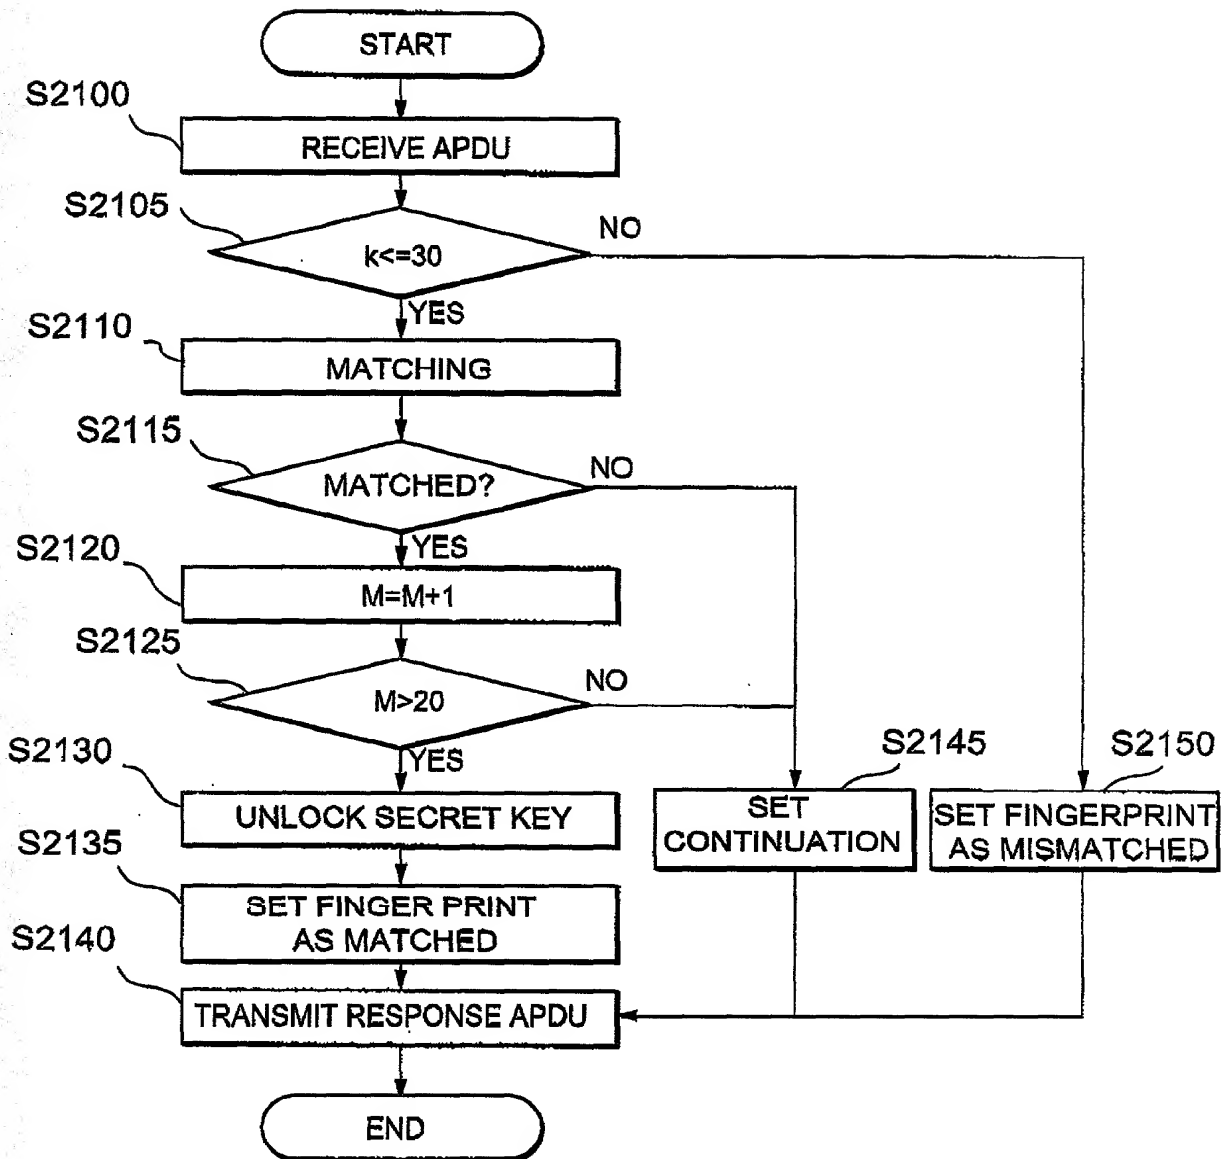 START
S2100
RECEIVE APDU
S2105
NO
k<=30
YES
S2110
MATCHING
S2115
NO
MATCHED?
YES
S2120
M=M+1
S2125
NO
M>20
YES
S2130
UNLOCK SECRET KEY
S2145
SET
CONTINUATION
S2150
SET FINGERPRINT
AS MISMATCHED
S2135
SET FINGER PRINT
AS MATCHED
S2140
TRANSMIT RESPONSE APDU
END